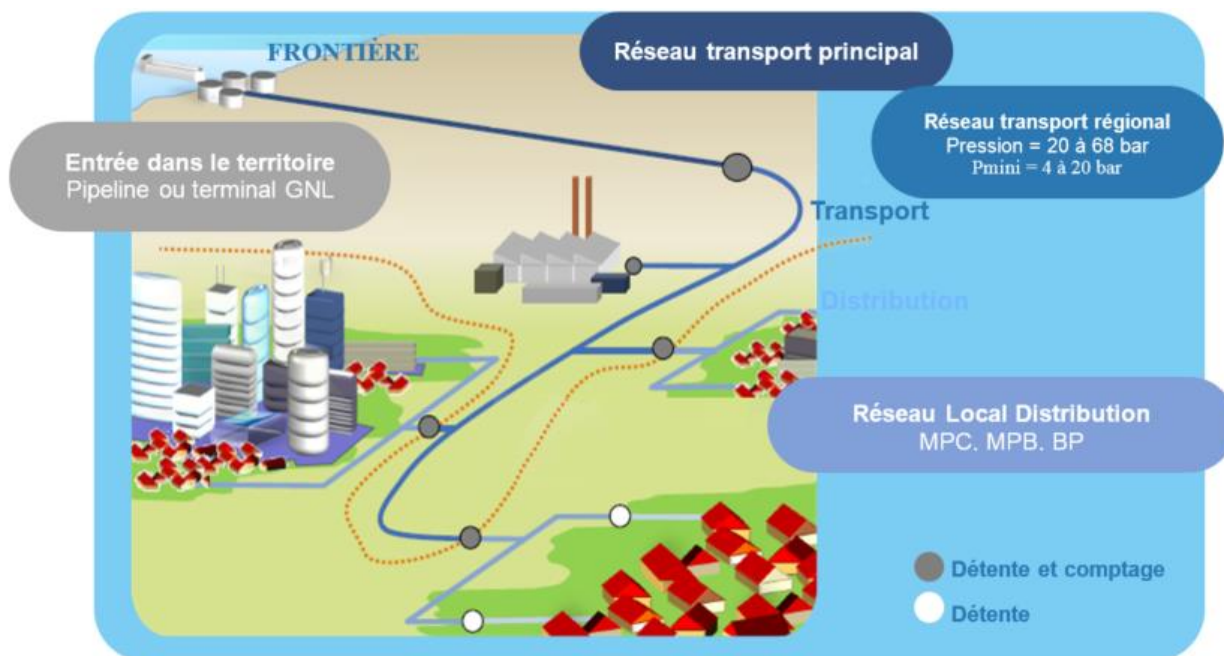 FRONTIÈRE
Réseau transport principal
Réseau transport régional
Pression = 20 à 68 bar
Pmini = 4 à 20 bar
Entrée dans le territoire
Pipeline ou terminal GNL
Transport
Distribution
Réseau Local Distribution
MPC. MPB. BP
Détente et comptage
Détente